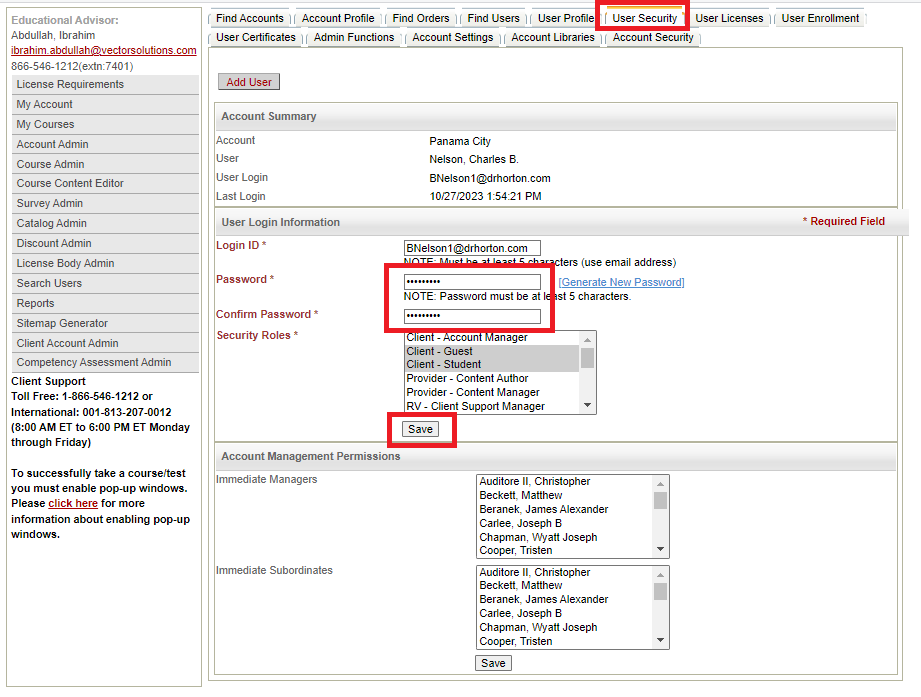 Educational Advisor:
Abdullah, Ibrahim
ibrahim.abdullah@vectorsolutions.com
866-546-1212(extn:7401)
License Requirements
My Account
My Courses
Account Admin
Course Admin
Course Content Editor
Survey Admin
Catalog Admin
Discount Admin
License Body Admin
Search Users
Reports
Sitemap Generator
Client Account Admin
Competency Assessment Admin
Client Support
Toll Free: 1-866-546-1212 or
International: 001-813-207-0012
(8:00 AM ET to 6:00 PM ET Monday
through Friday)
To successfully take a course/test
you must enable pop-up windows.
Please click here for more
information about enabling pop-up
windows.
Find Accounts Account Profile Find Orders Find Users User Profile User Security User Licenses User Enrollment
User Certificates Admin Functions Account Settings Account Libraries Account Security
Add User
Account Summary
Account Panama City
User Nelson, Charles B.
User Login BNelson1@drhorton.com
Last Login 10/27/2023 1:54:21 PM
User Login Information * Required Field
Login ID * BNelson1@drhorton.com
NOTE: Must be at least 5 characters (use email address)
Password * ••••••••• [Generate New Password]
NOTE: Password must be at least 5 characters.
Confirm Password * •••••••••
Security Roles *
Client - Account Manager
Client - Guest
Client - Student
Provider - Content Author
Provider - Content Manager
RV - Client Support Manager
Save
Account Management Permissions
Immediate Managers
Auditore II, Christopher
Beckett, Matthew
Beranek, James Alexander
Carlee, Joseph B
Chapman, Wyatt Joseph
Cooper, Tristen
Immediate Subordinates
Auditore II, Christopher
Beckett, Matthew
Beranek, James Alexander
Carlee, Joseph B
Chapman, Wyatt Joseph
Cooper, Tristen
Save